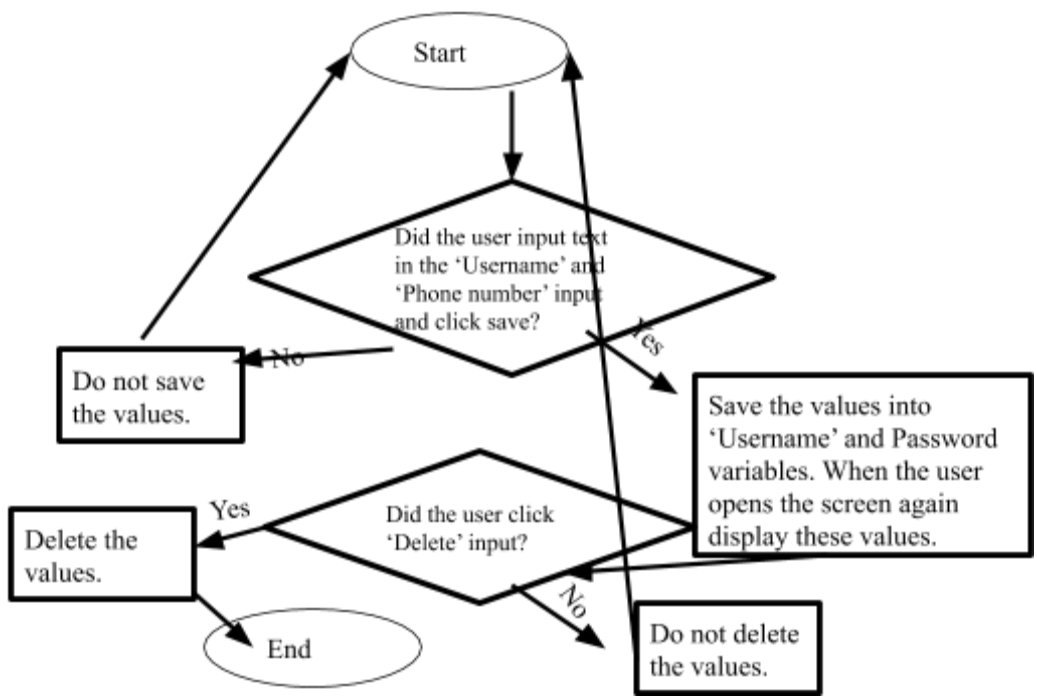 Start
Did the user input text
in the ‘Username’ and
‘Phone number’ input
and click save?
No
Yes
Do not save
the values.
Save the values into
‘Username’ and Password
variables. When the user
opens the screen again
display these values.
Did the user click
‘Delete’ input?
Yes
No
Delete the
values.
Do not delete
the values.
End